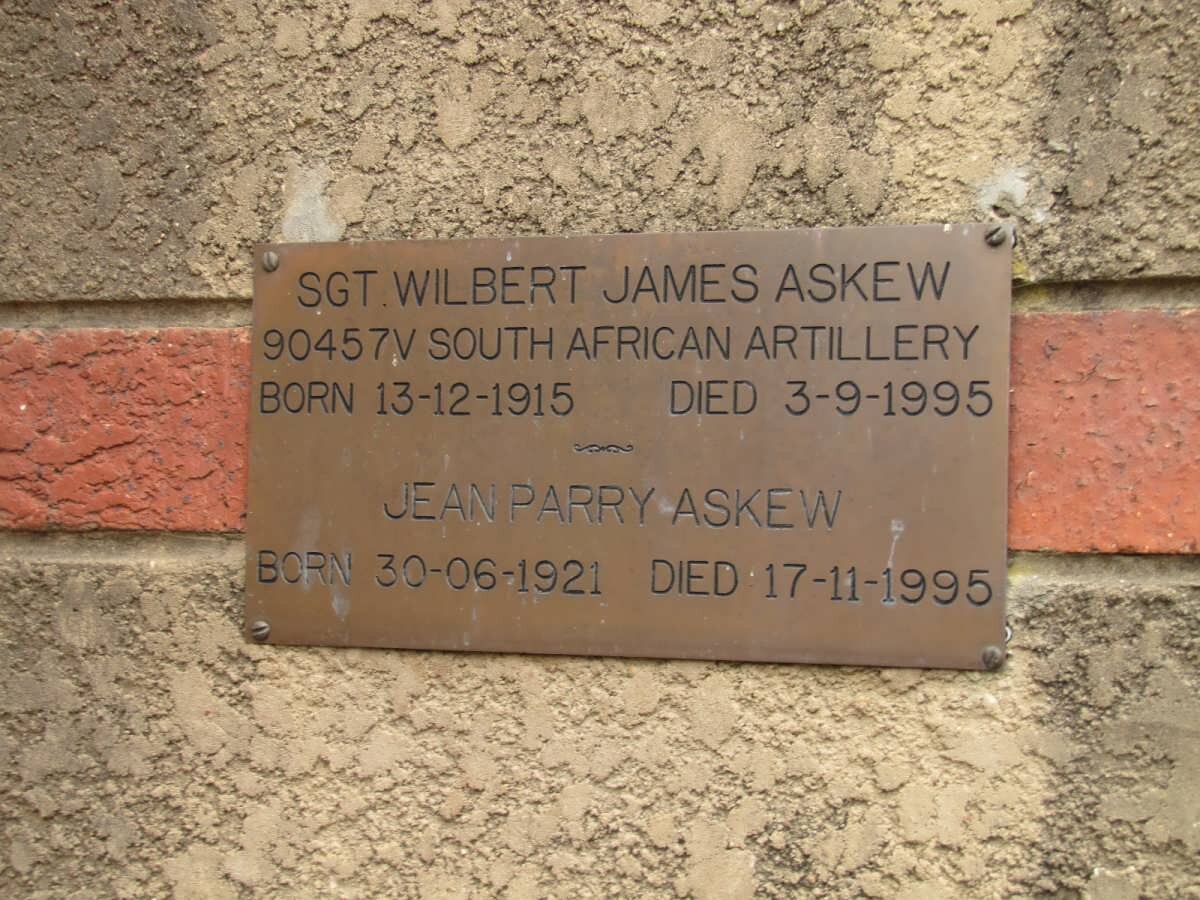 SGT. WILBERT JAMES ASKEW
90457V SOUTH AFRICAN ARTILLERY
BORN 13-12-1915 DIED 3-9-1995
JEAN PARRY ASKEW
BORN 30-06-1921 DIED 17-11-1995